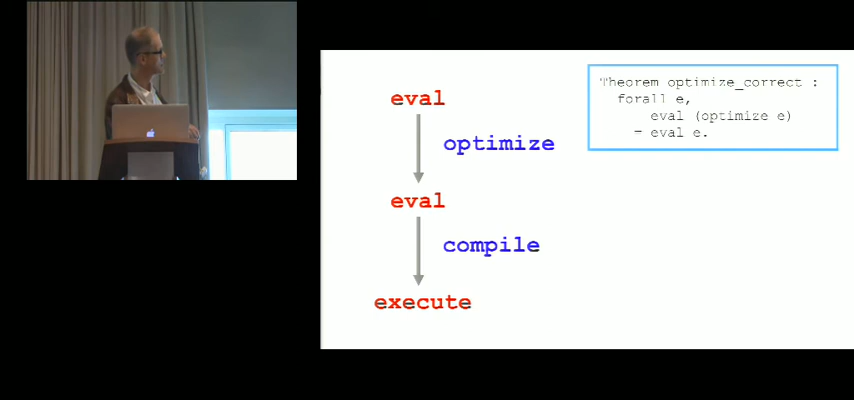 eval
optimize
eval
compile
execute
Theorem optimize_correct :
forall e,
eval (optimize e)
= eval e.